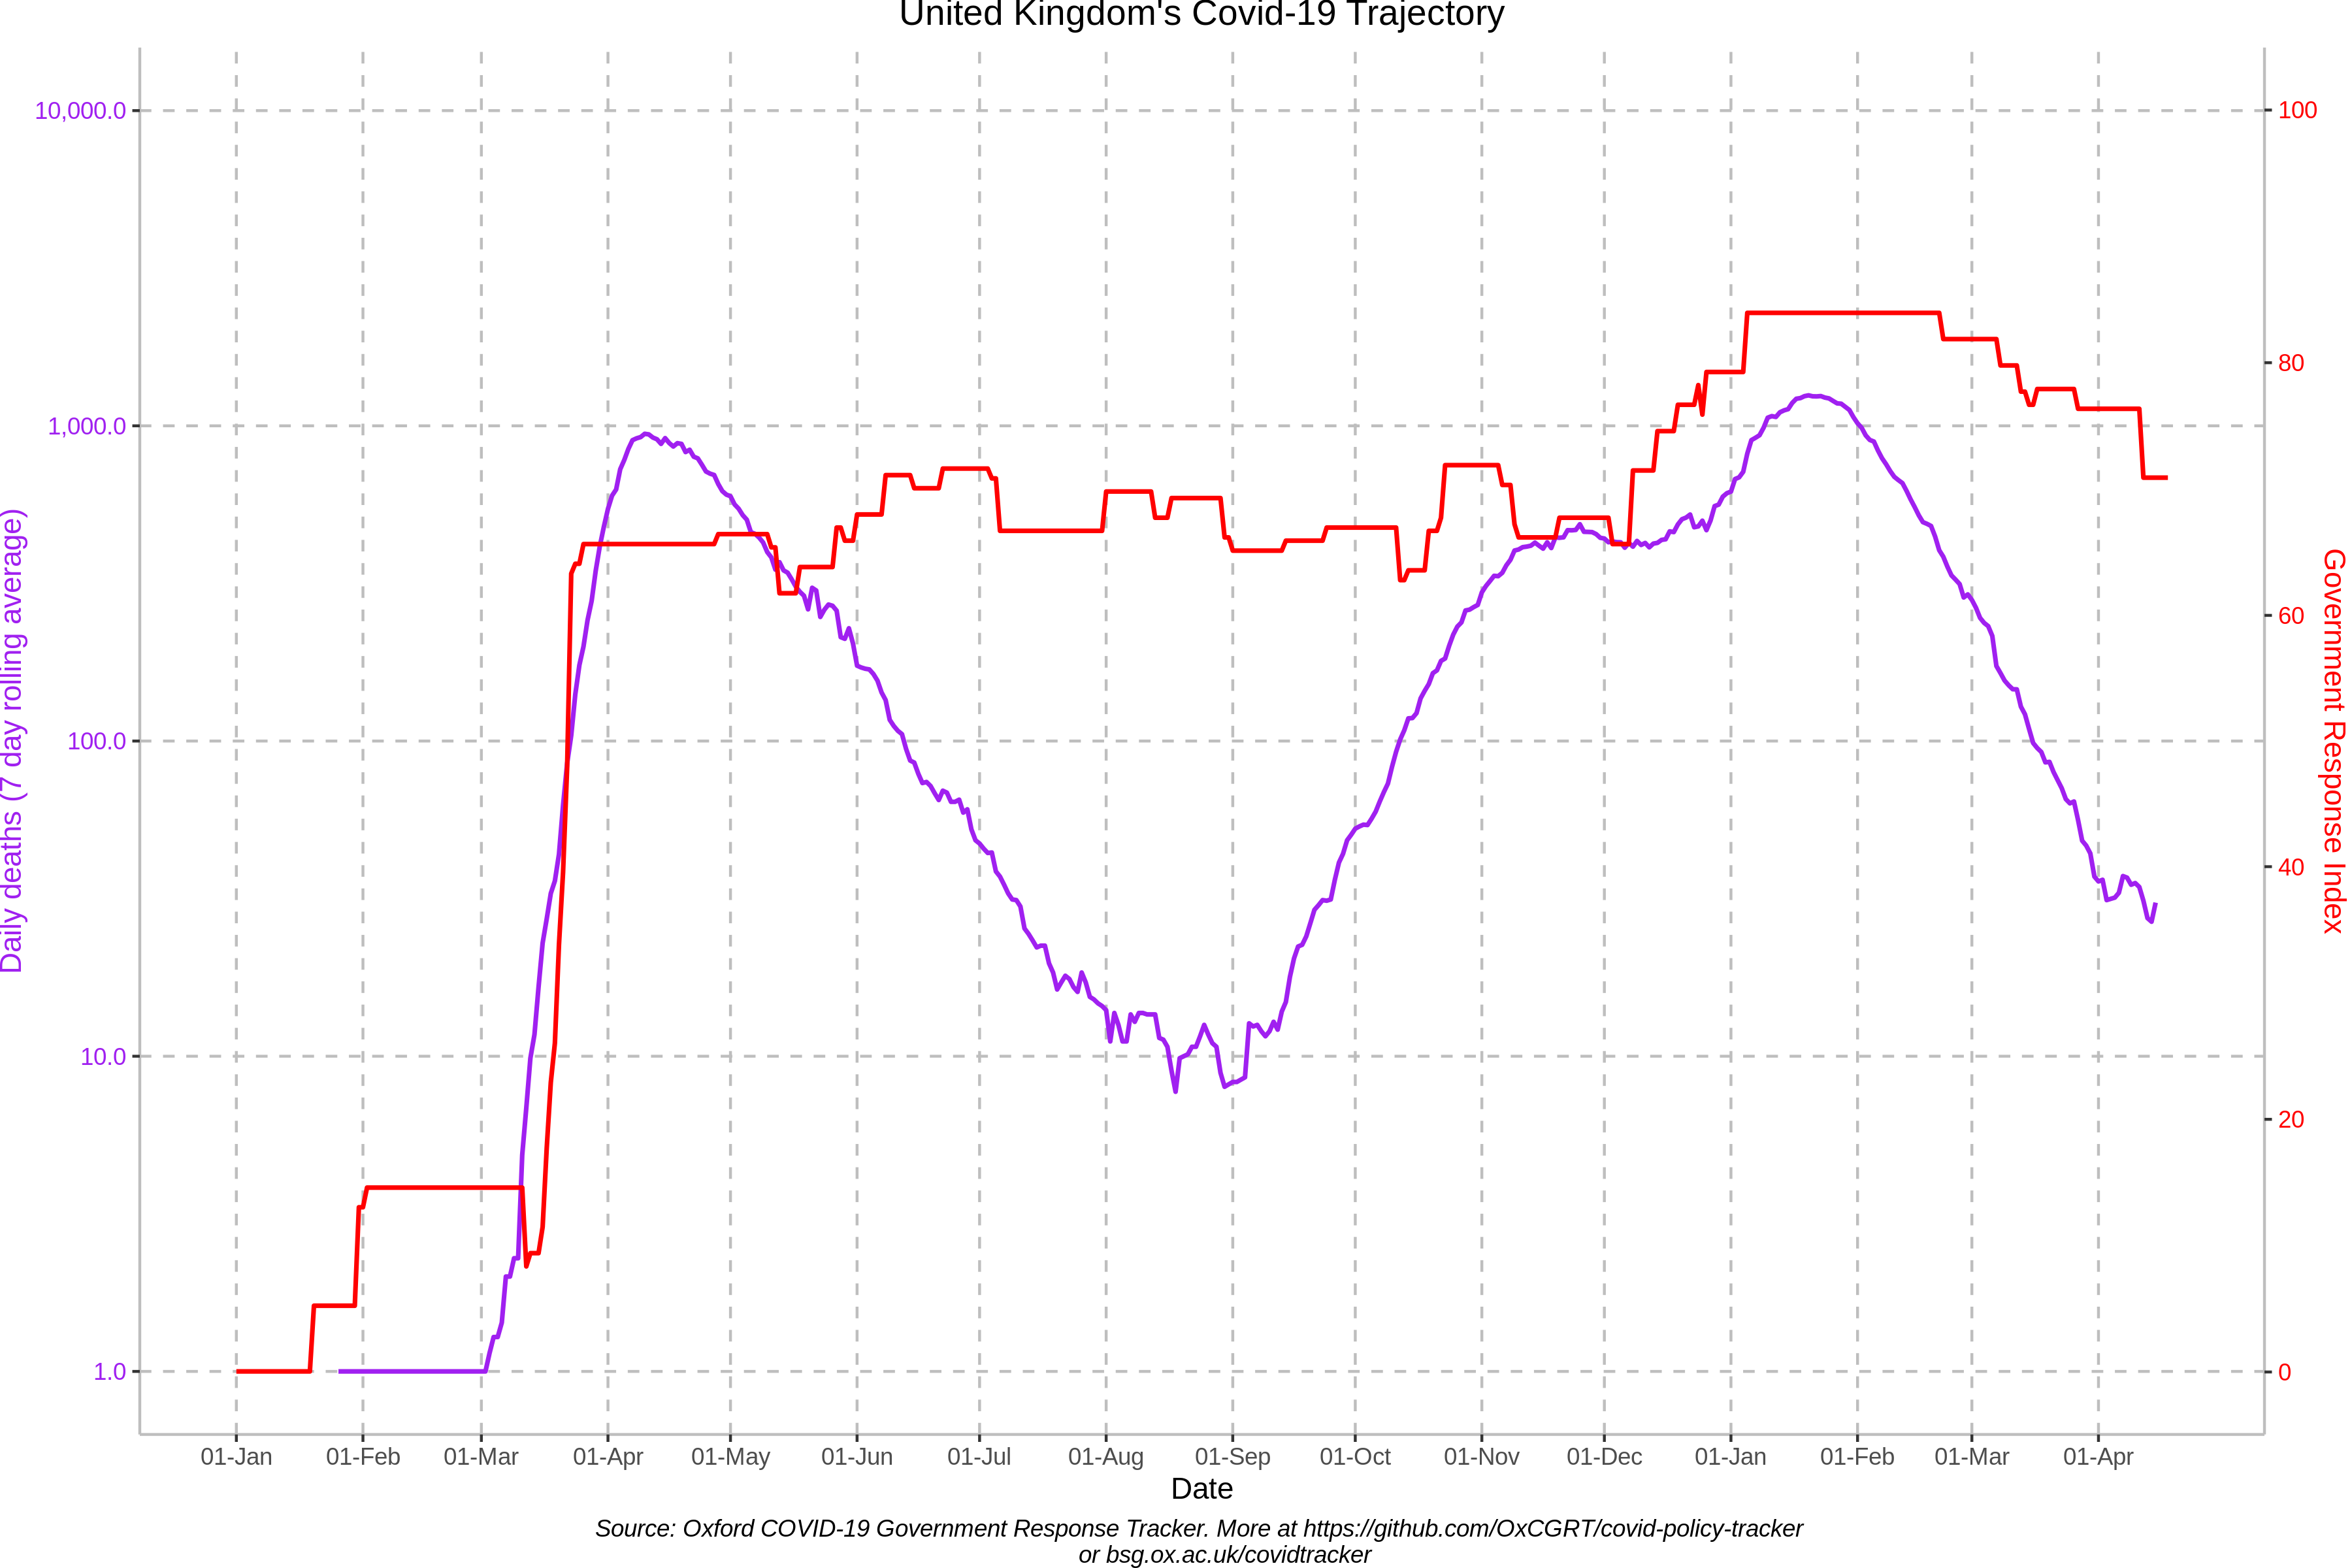 United Kingdom's Covid-19 Trajectory
10,000.0
1,000.0
100.0
10.0
1.0
Daily deaths (7 day rolling average)
100
80
60
40
20
0
Government Response Index
01-Jan 01-Feb 01-Mar 01-Apr 01-May 01-Jun 01-Jul 01-Aug 01-Sep 01-Oct 01-Nov 01-Dec 01-Jan 01-Feb 01-Mar 01-Apr
Date
Source: Oxford COVID-19 Government Response Tracker. More at https://github.com/OxCGRT/covid-policy-tracker
or bsg.ox.ac.uk/covidtracker